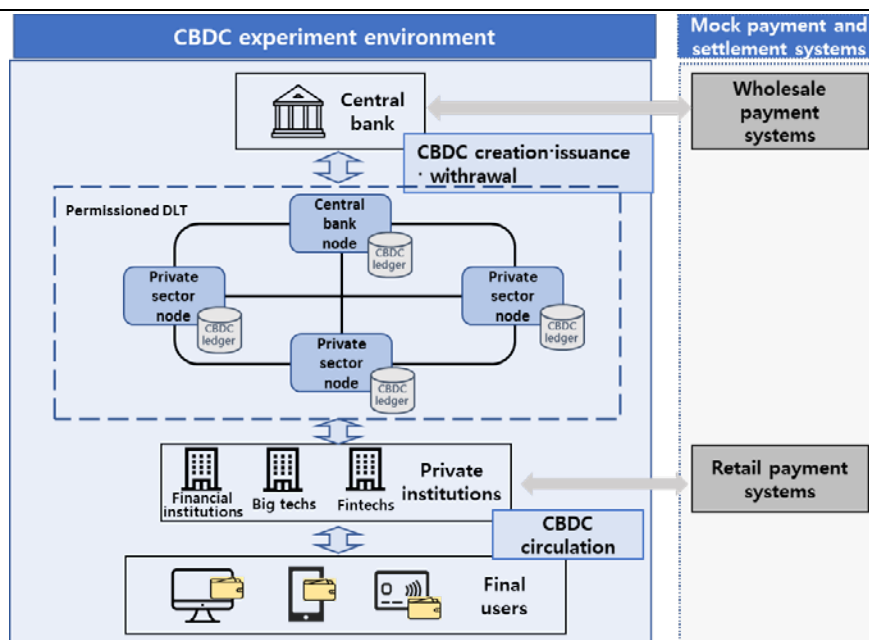 CBDC experiment environment
Mock payment and
settlement systems
Central
bank
Wholesale
payment
systems
CBDC creation·issuance
· withrawal
Permissioned DLT
Central
bank
node
CBDC
ledger
Private
sector
node
CBDC
ledger
Private
sector
node
CBDC
ledger
Private
sector
node
CBDC
ledger
Financial
institutions
Big techs
Fintechs
Private
institutions
Retail payment
systems
CBDC
circulation
Final
users